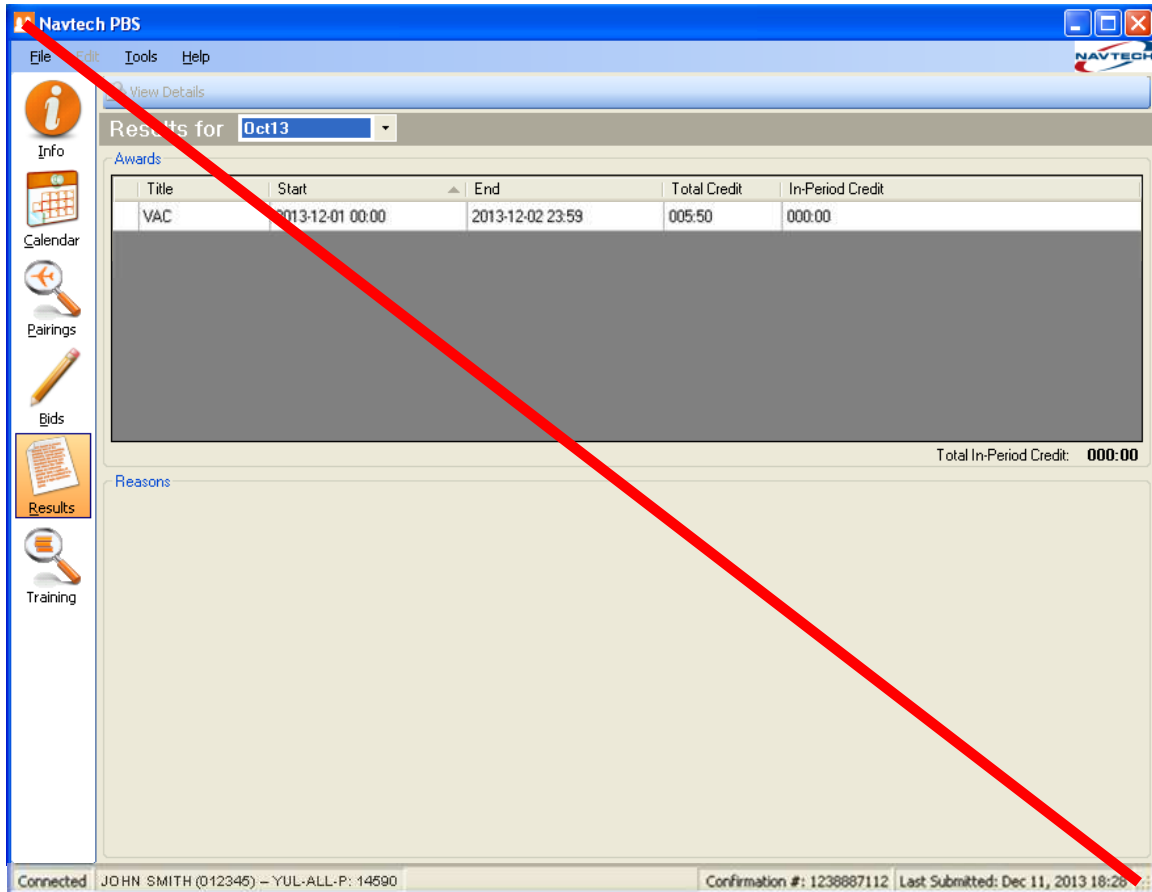 Navtech PBS
File Edit Tools Help
NAVTECH
View Details
Results for Oct13
Info
Awards
Title Start End Total Credit In-Period Credit
VAC 2013-12-01 00:00 2013-12-02 23:59 005:50 000:00
Calendar
Pairings
Bids
Total In-Period Credit: 000:00
Reasons
Results
Training
Connected JOHN SMITH (012345) – YUL-ALL-P: 14590 Confirmation #: 1238887112 Last Submitted: Dec 11, 2013 18:28